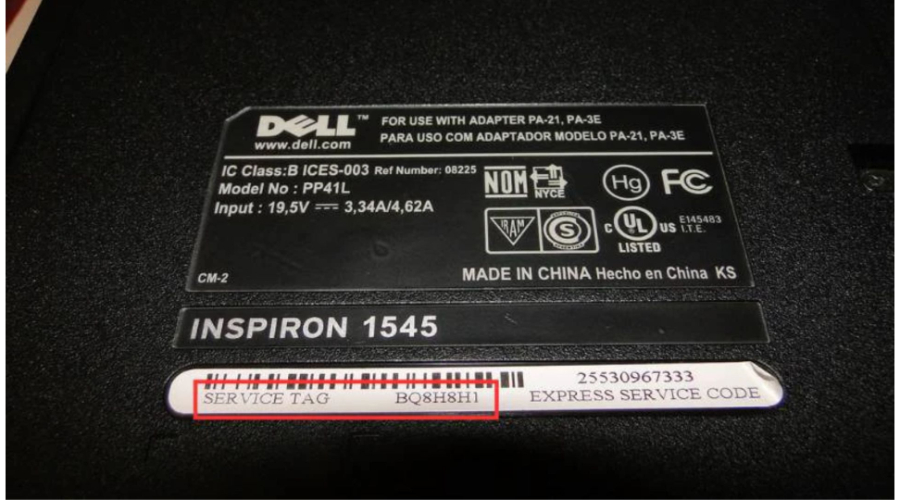 DELL™
www.dell.com
FOR USE WITH ADAPTER PA-21, PA-3E
PARA USO COM ADAPTADOR MODELO PA-21, PA-3E
IC Class:B ICES-003 Ref Number: 08225
Model No : PP41L
Input : 19,5V ⎓ 3,34A/4,62A
NOM NYCE
Hg FC
IRAM S
c UL US
LISTED
E145483
I.T.E.
CM-2
MADE IN CHINA Hecho en China KS
INSPIRON 1545
SERVICE TAG BQ8H8H1
25530967333
EXPRESS SERVICE CODE